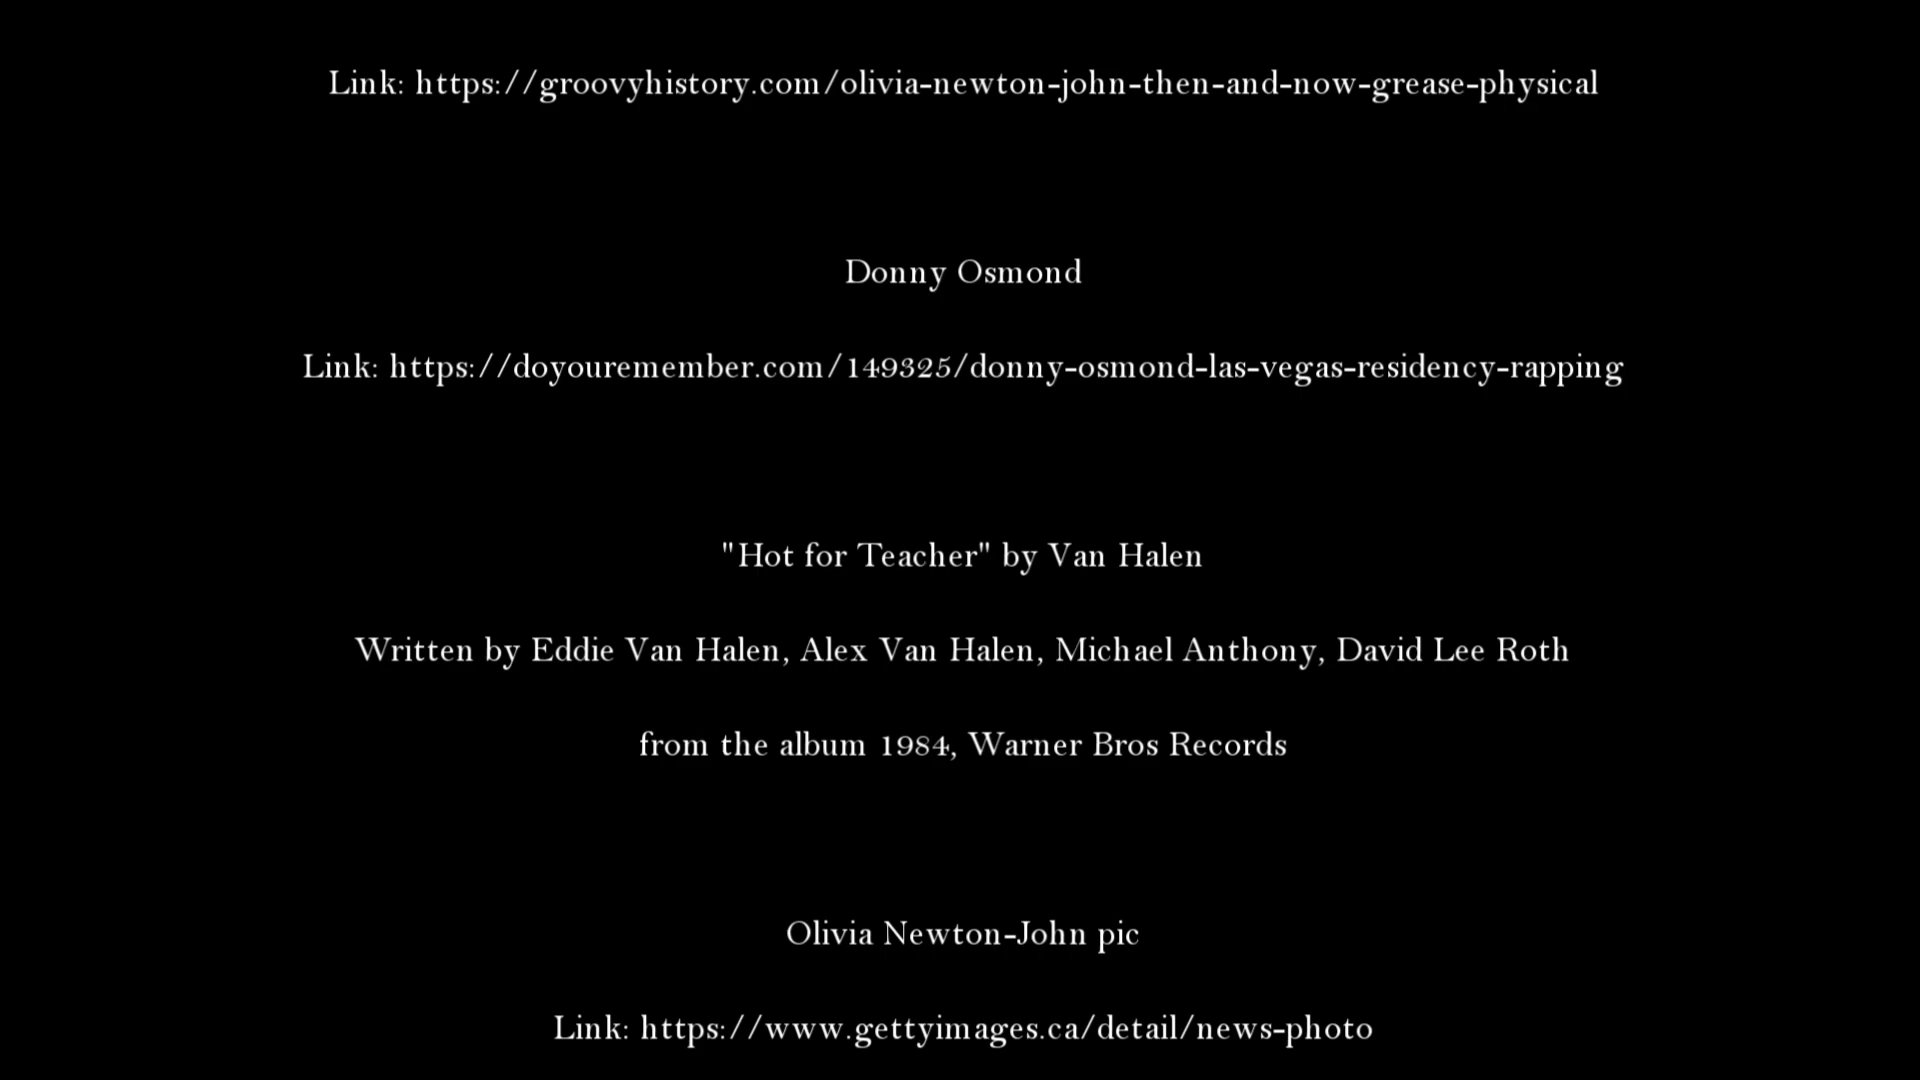 Link: https://groovyhistory.com/olivia-newton-john-then-and-now-grease-physical
Donny Osmond
Link: https://doyouremember.com/149325/donny-osmond-las-vegas-residency-rapping
"Hot for Teacher" by Van Halen
Written by Eddie Van Halen, Alex Van Halen, Michael Anthony, David Lee Roth
from the album 1984, Warner Bros Records
Olivia Newton-John pic
Link: https://www.gettyimages.ca/detail/news-photo